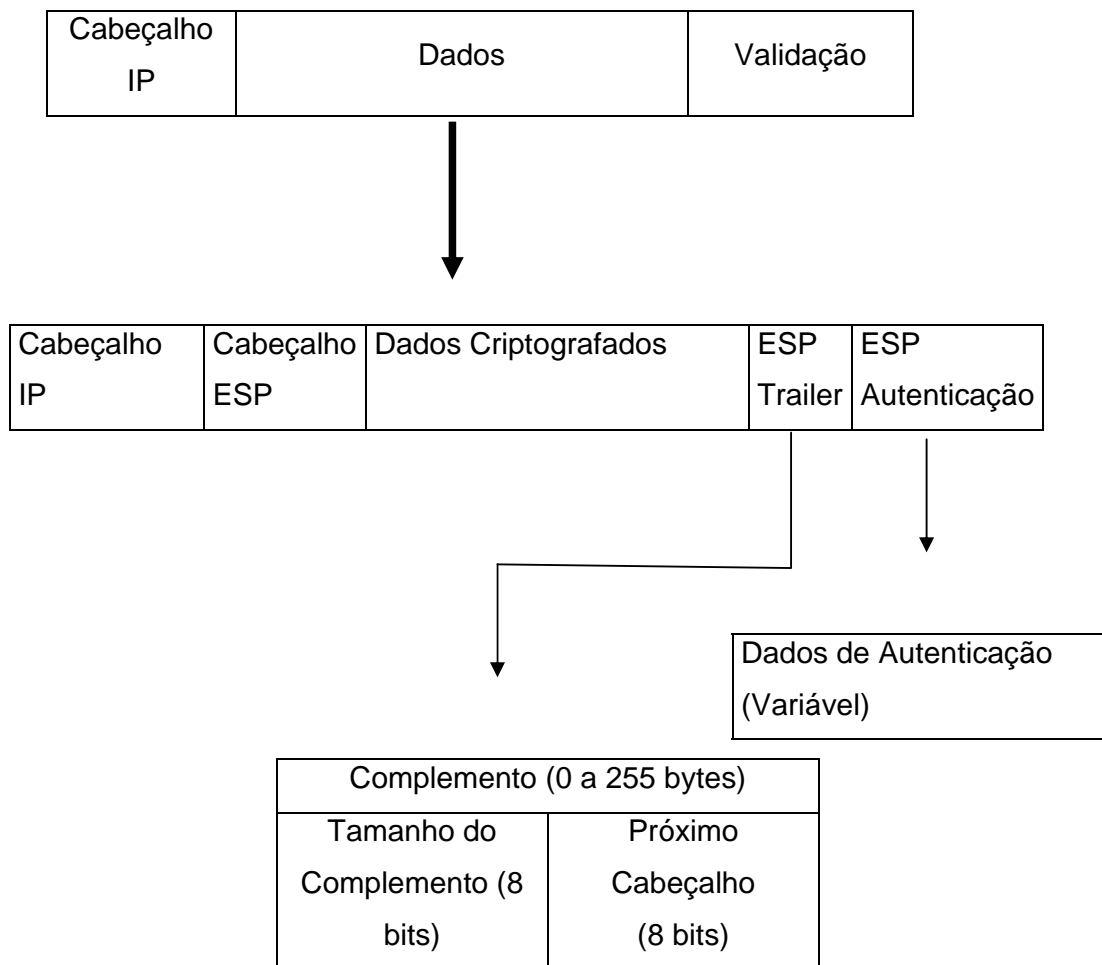 Cabeçalho
IP
Dados
Validação
Cabeçalho
IP
Cabeçalho
ESP
Dados Criptografados
ESP
Trailer
ESP
Autenticação
Dados de Autenticação
(Variável)
Complemento (0 a 255 bytes)
Tamanho do
Complemento (8
bits)
Próximo
Cabeçalho
(8 bits)